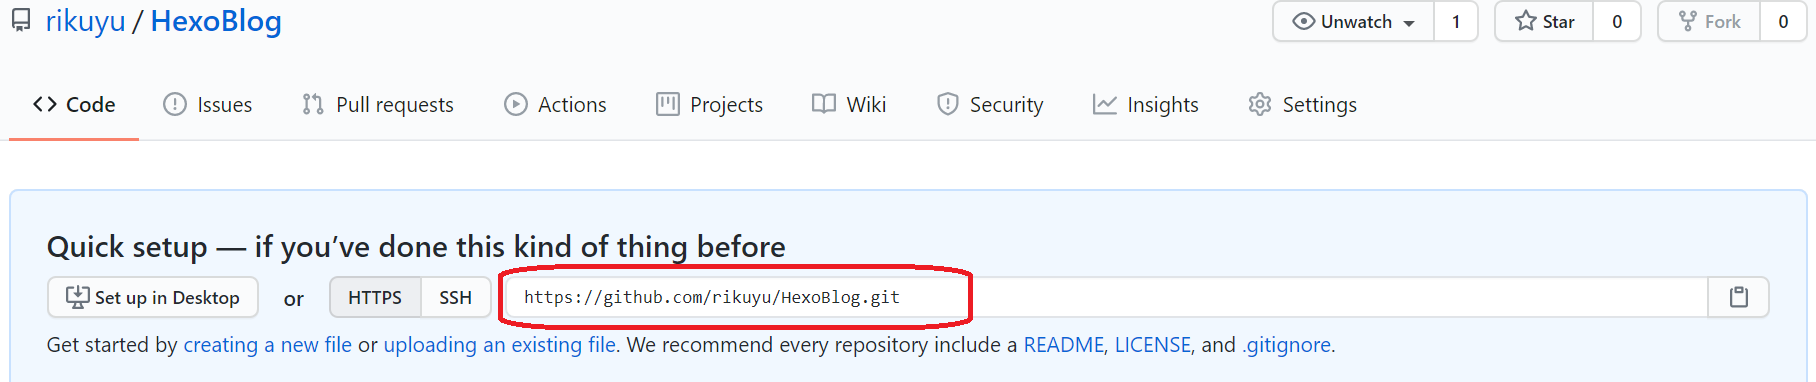 rikuyu / HexoBlog
Unwatch 1 Star 0 Fork 0
Code Issues Pull requests Actions Projects Wiki Security Insights Settings
Quick setup — if you’ve done this kind of thing before
Set up in Desktop or HTTPS SSH https://github.com/rikuyu/HexoBlog.git
Get started by creating a new file or uploading an existing file. We recommend every repository include a README, LICENSE, and .gitignore.